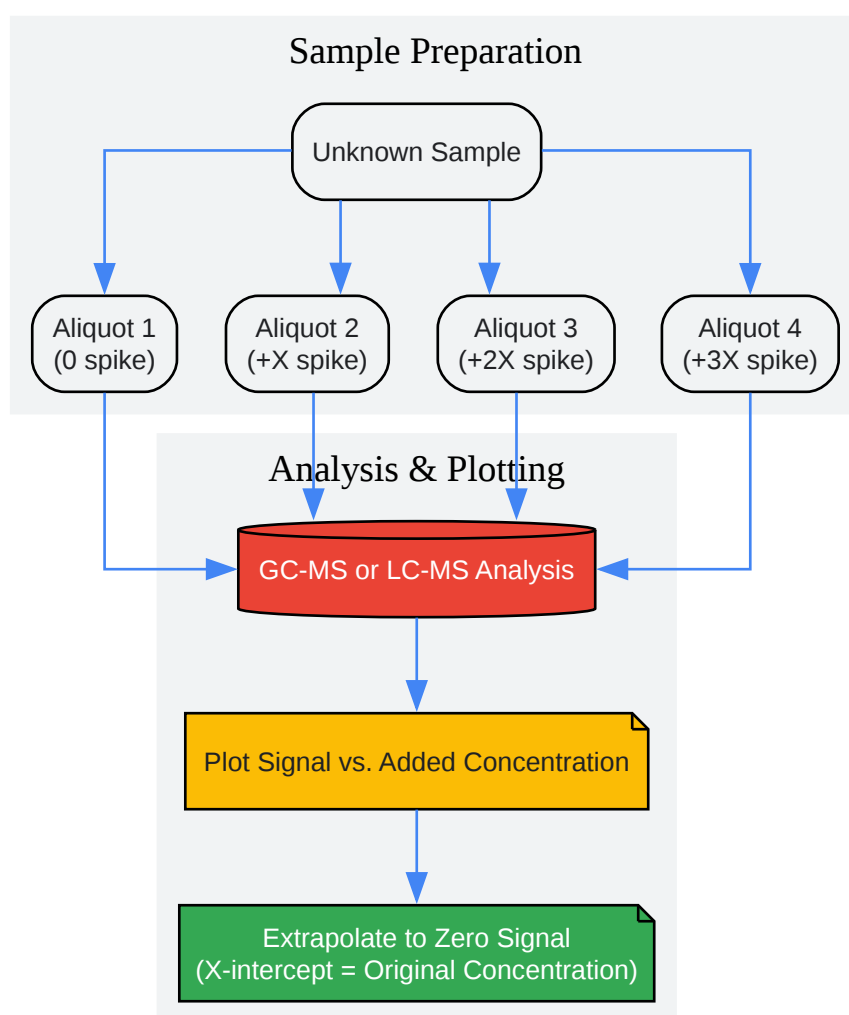 Sample Preparation
Unknown Sample
Aliquot 1
(0 spike)
Aliquot 2
(+X spike)
Aliquot 3
(+2X spike)
Aliquot 4
(+3X spike)
Analysis & Plotting
GC-MS or LC-MS Analysis
Plot Signal vs. Added Concentration
Extrapolate to Zero Signal
(X-intercept = Original Concentration)